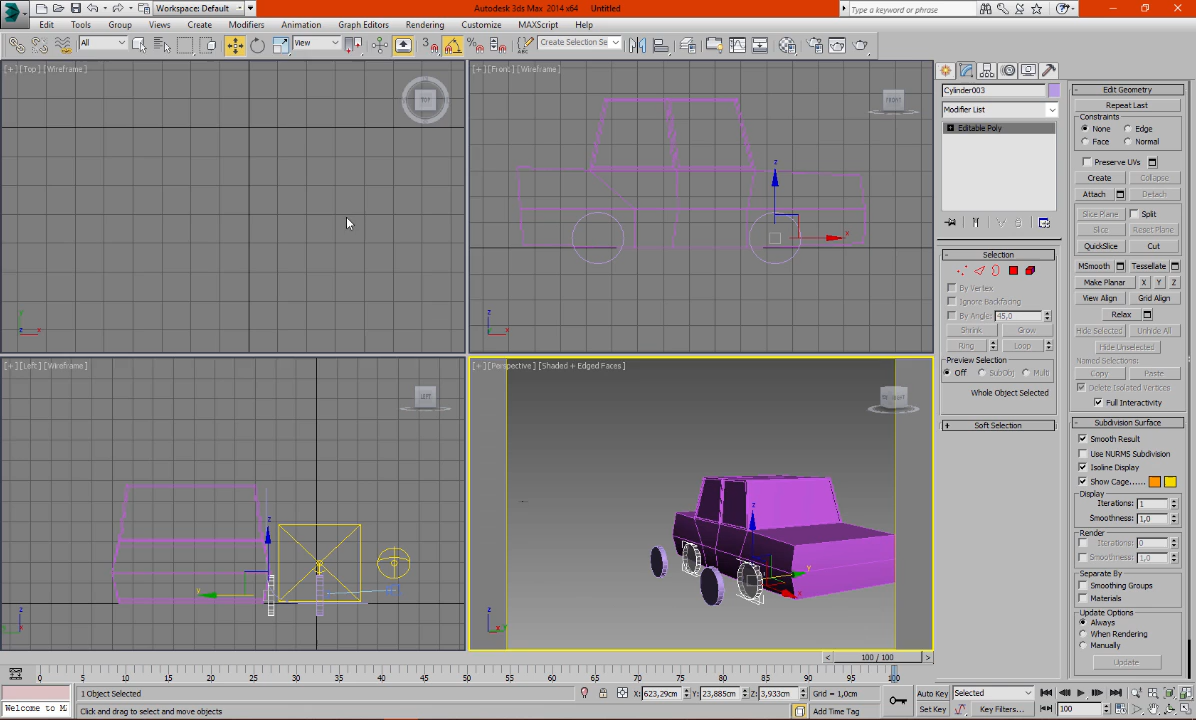 Workspace: Default
Autodesk 3ds Max 2014 x64
Untitled
Type a keyword or phrase
Edit
Tools
Group
Views
Create
Modifiers
Animation
Graph Editors
Rendering
Customize
MAXScript
Help
All
View
Create Selection Se
[+] [Top] [Wireframe]
TOP
[+] [Front] [Wireframe]
FRONT
[+] [Left] [Wireframe]
LEFT
[+] [Perspective] [Shaded + Edged Faces]
Cylinder003
Modifier List
Editable Poly
Selection
By Vertex
Ignore Backfacing
By Angle: 45,0
Shrink
Grow
Ring
Loop
Preview Selection
Off
SubObj
Multi
Whole Object Selected
Soft Selection
Edit Geometry
Repeat Last
Constraints
None
Edge
Face
Normal
Preserve UVs
Create
Collapse
Attach
Detach
Slice Plane
Split
Slice
Reset Plane
QuickSlice
Cut
MSmooth
Tessellate
Make Planar
X
Y
Z
View Align
Grid Align
Relax
Hide Selected
Unhide All
Hide Unselected
Named Selections:
Copy
Paste
Delete Isolated Vertices
Full Interactivity
Subdivision Surface
Smooth Result
Use NURMS Subdivision
Isoline Display
Show Cage......
Display
Iterations: 1
Smoothness: 1,0
Render
Iterations: 0
Smoothness: 1,0
Separate By
Smoothing Groups
Materials
Update Options
Always
When Rendering
Manually
Update
100 / 100
0 5 10 15 20 25 30 35 40 45 50 55 60 65 70 75 80 85 90 95 100
1 Object Selected
X: 623,29cm
Y: 23,885cm
Z: 3,933cm
Grid = 1,0cm
Auto Key
Selected
Welcome to M
Click and drag to select and move objects
Add Time Tag
Set Key
Key Filters...
100